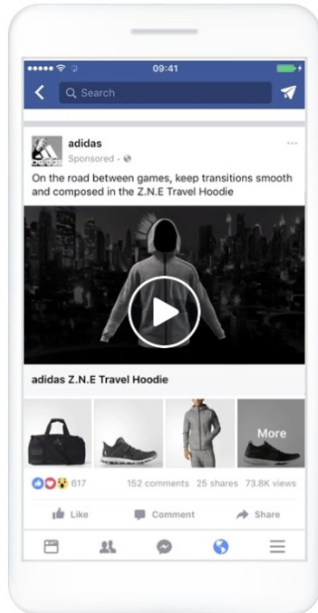 09:41
Search
adidas
Sponsored ·
On the road between games, keep transitions smooth
and composed in the Z.N.E Travel Hoodie
adidas Z.N.E Travel Hoodie
More
617 152 comments 25 shares 73.8K views
Like Comment Share